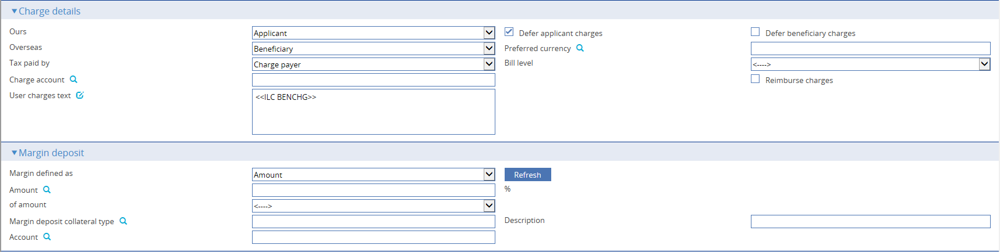 Charge details
Ours Applicant Defer applicant charges Defer beneficiary charges
Overseas Beneficiary Preferred currency
Tax paid by Charge payer Bill level <---->
Charge account Reimburse charges
User charges text <<ILC BENCHG>>
Margin deposit
Margin defined as Amount Refresh
Amount %
of amount <---->
Margin deposit collateral type Description
Account